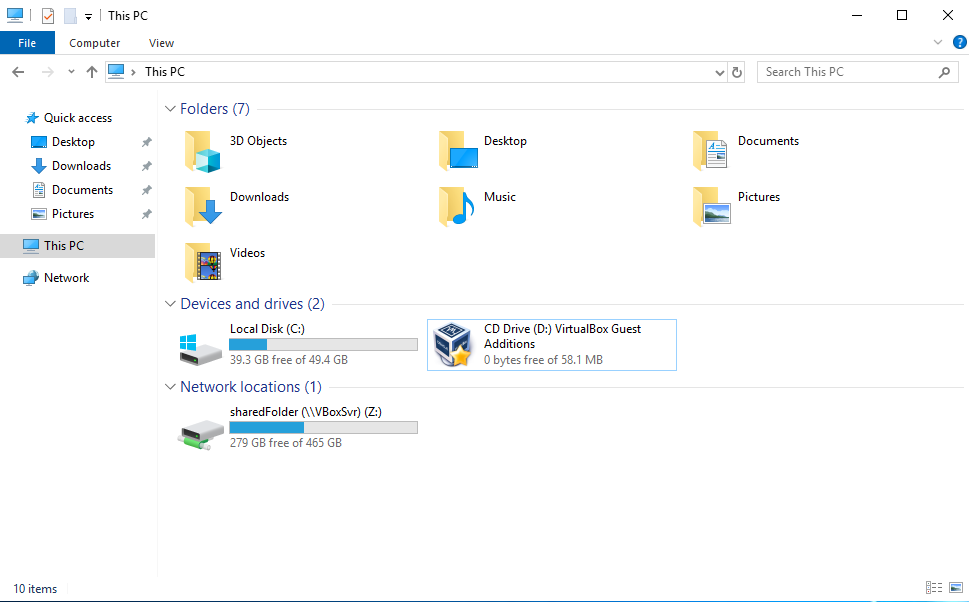 This PC
File Computer View
This PC
Search This PC
Quick access
Desktop
Downloads
Documents
Pictures
This PC
Network
Folders (7)
3D Objects
Desktop
Documents
Downloads
Music
Pictures
Videos
Devices and drives (2)
Local Disk (C:)
39.3 GB free of 49.4 GB
CD Drive (D:) VirtualBox Guest
Additions
0 bytes free of 58.1 MB
Network locations (1)
sharedFolder (\\VBoxSvr) (Z:)
279 GB free of 465 GB
10 items